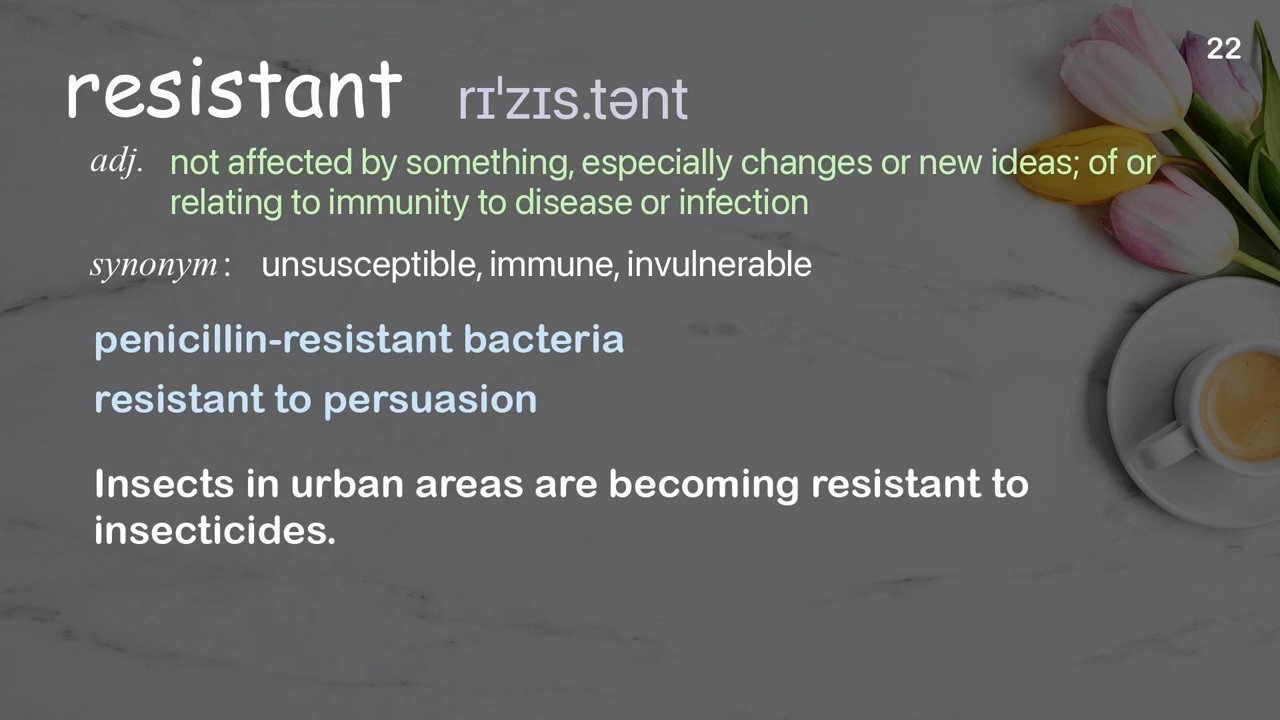 22
resistant rɪˈzɪs.tənt
adj. not affected by something, especially changes or new ideas; of or
relating to immunity to disease or infection
synonym: unsusceptible, immune, invulnerable
penicillin-resistant bacteria
resistant to persuasion
Insects in urban areas are becoming resistant to
insecticides.